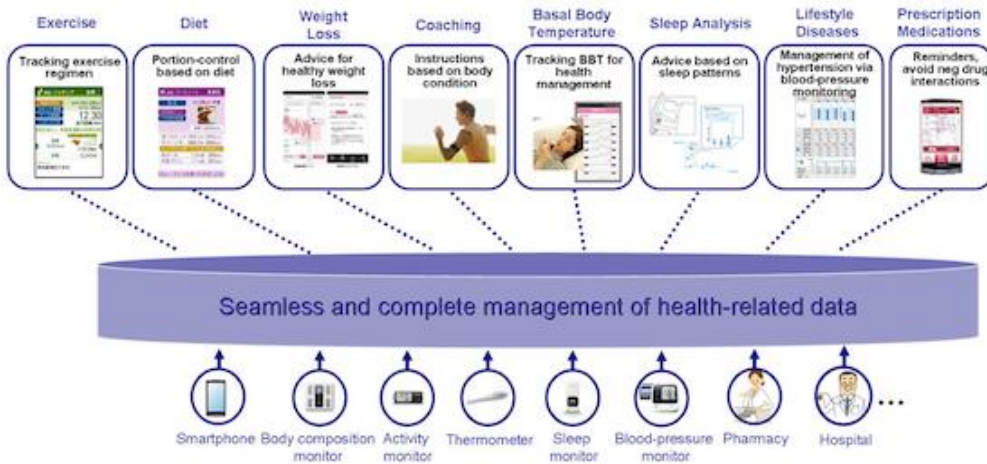 Exercise
Diet
Weight
Loss
Coaching
Basal Body
Temperature
Sleep Analysis
Lifestyle
Diseases
Prescription
Medications
Tracking exercise
regimen
Portion-control
based on diet
Advice for
healthy weight
loss
Instructions
based on body
condition
Tracking BBT for
health
management
Advice based on
sleep patterns
Management of
hypertension via
blood-pressure
monitoring
Reminders,
avoid neg drug
interactions
12.30
Seamless and complete management of health-related data
Smartphone
Body composition
monitor
Activity
monitor
Thermometer
Sleep
monitor
Blood-pressure
monitor
Pharmacy
Hospital
...